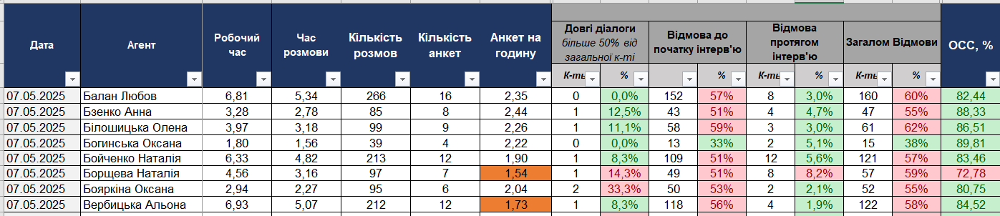 Дата Агент Робочий час Час розмови Кількість розмов Кількість анкет Анкет на годину Довгі діалоги більше 50% від загальної к-ті Відмова до початку інтерв'ю Відмова протягом інтерв'ю Загалом Відмови ОСС, %
К-ть % % К-ть % К-ть %
07.05.2025 Балан Любов 6,81 5,34 266 16 2,35 0 0,0% 152 57% 8 3,0% 160 60% 82,44
07.05.2025 Бзенко Анна 3,28 2,78 85 8 2,44 1 12,5% 43 51% 4 4,7% 47 55% 88,33
07.05.2025 Білошицька Олена 3,97 3,18 99 9 2,26 1 11,1% 58 59% 3 3,0% 61 62% 86,51
07.05.2025 Богинська Оксана 1,80 1,56 39 4 2,22 0 0,0% 13 33% 2 5,1% 15 38% 89,81
07.05.2025 Бойченко Наталія 6,33 4,82 213 12 1,90 1 8,3% 109 51% 12 5,6% 121 57% 83,46
07.05.2025 Борщева Наталія 4,56 3,16 97 7 1,54 1 14,3% 49 51% 8 8,2% 57 59% 72,78
07.05.2025 Бояркіна Оксана 2,94 2,27 95 6 2,04 2 33,3% 50 53% 2 2,1% 52 55% 80,75
07.05.2025 Вербицька Альона 6,93 5,07 212 12 1,73 1 8,3% 118 56% 4 1,9% 122 58% 84,52